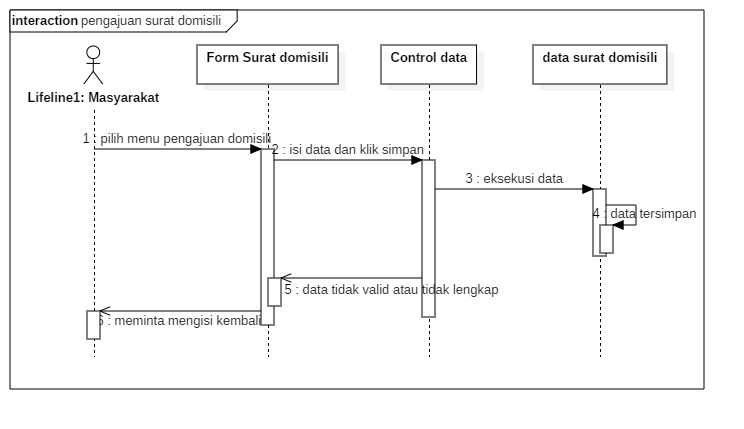 interaction pengajuan surat domisili
Form Surat domisili
Control data
data surat domisili
Lifeline1: Masyarakat
1 : pilih menu pengajuan domisili
2 : isi data dan klik simpan
3 : eksekusi data
4 : data tersimpan
5 : data tidak valid atau tidak lengkap
6 : meminta mengisi kembali